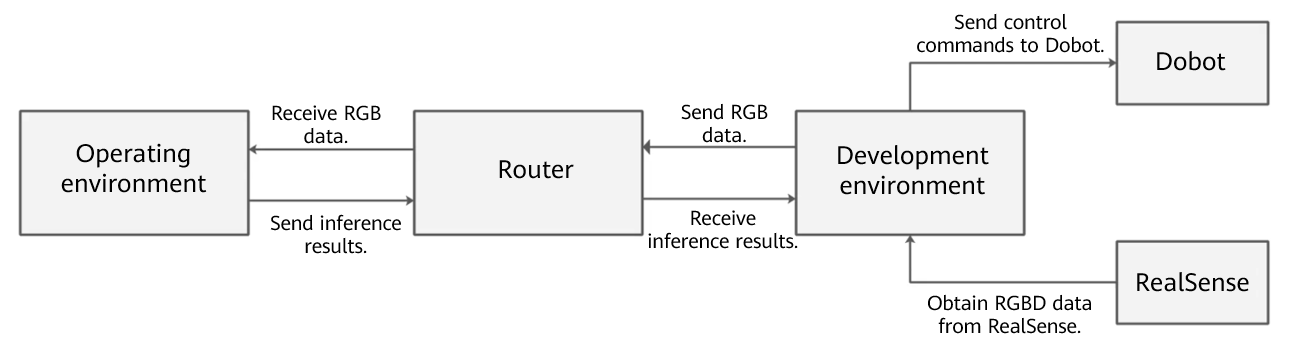 Send control
commands to Dobot.
Dobot
Receive RGB
data.
Send RGB
data.
Operating
environment
Router
Development
environment
Send inference
results.
Receive
inference results.
RealSense
Obtain RGBD data
from RealSense.